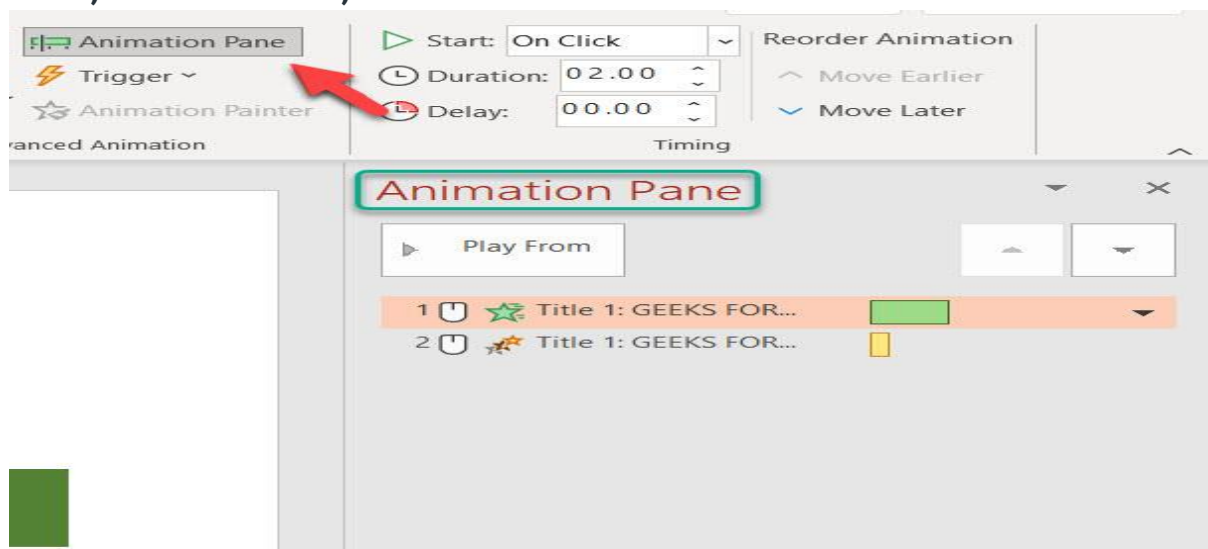 Animation Pane
Start: On Click
Reorder Animation
Trigger
Duration: 02.00
Move Earlier
Animation Painter
Delay: 00.00
Move Later
anced Animation
Timing
Animation Pane
Play From
1 Title 1: GEEKS FOR...
2 Title 1: GEEKS FOR...